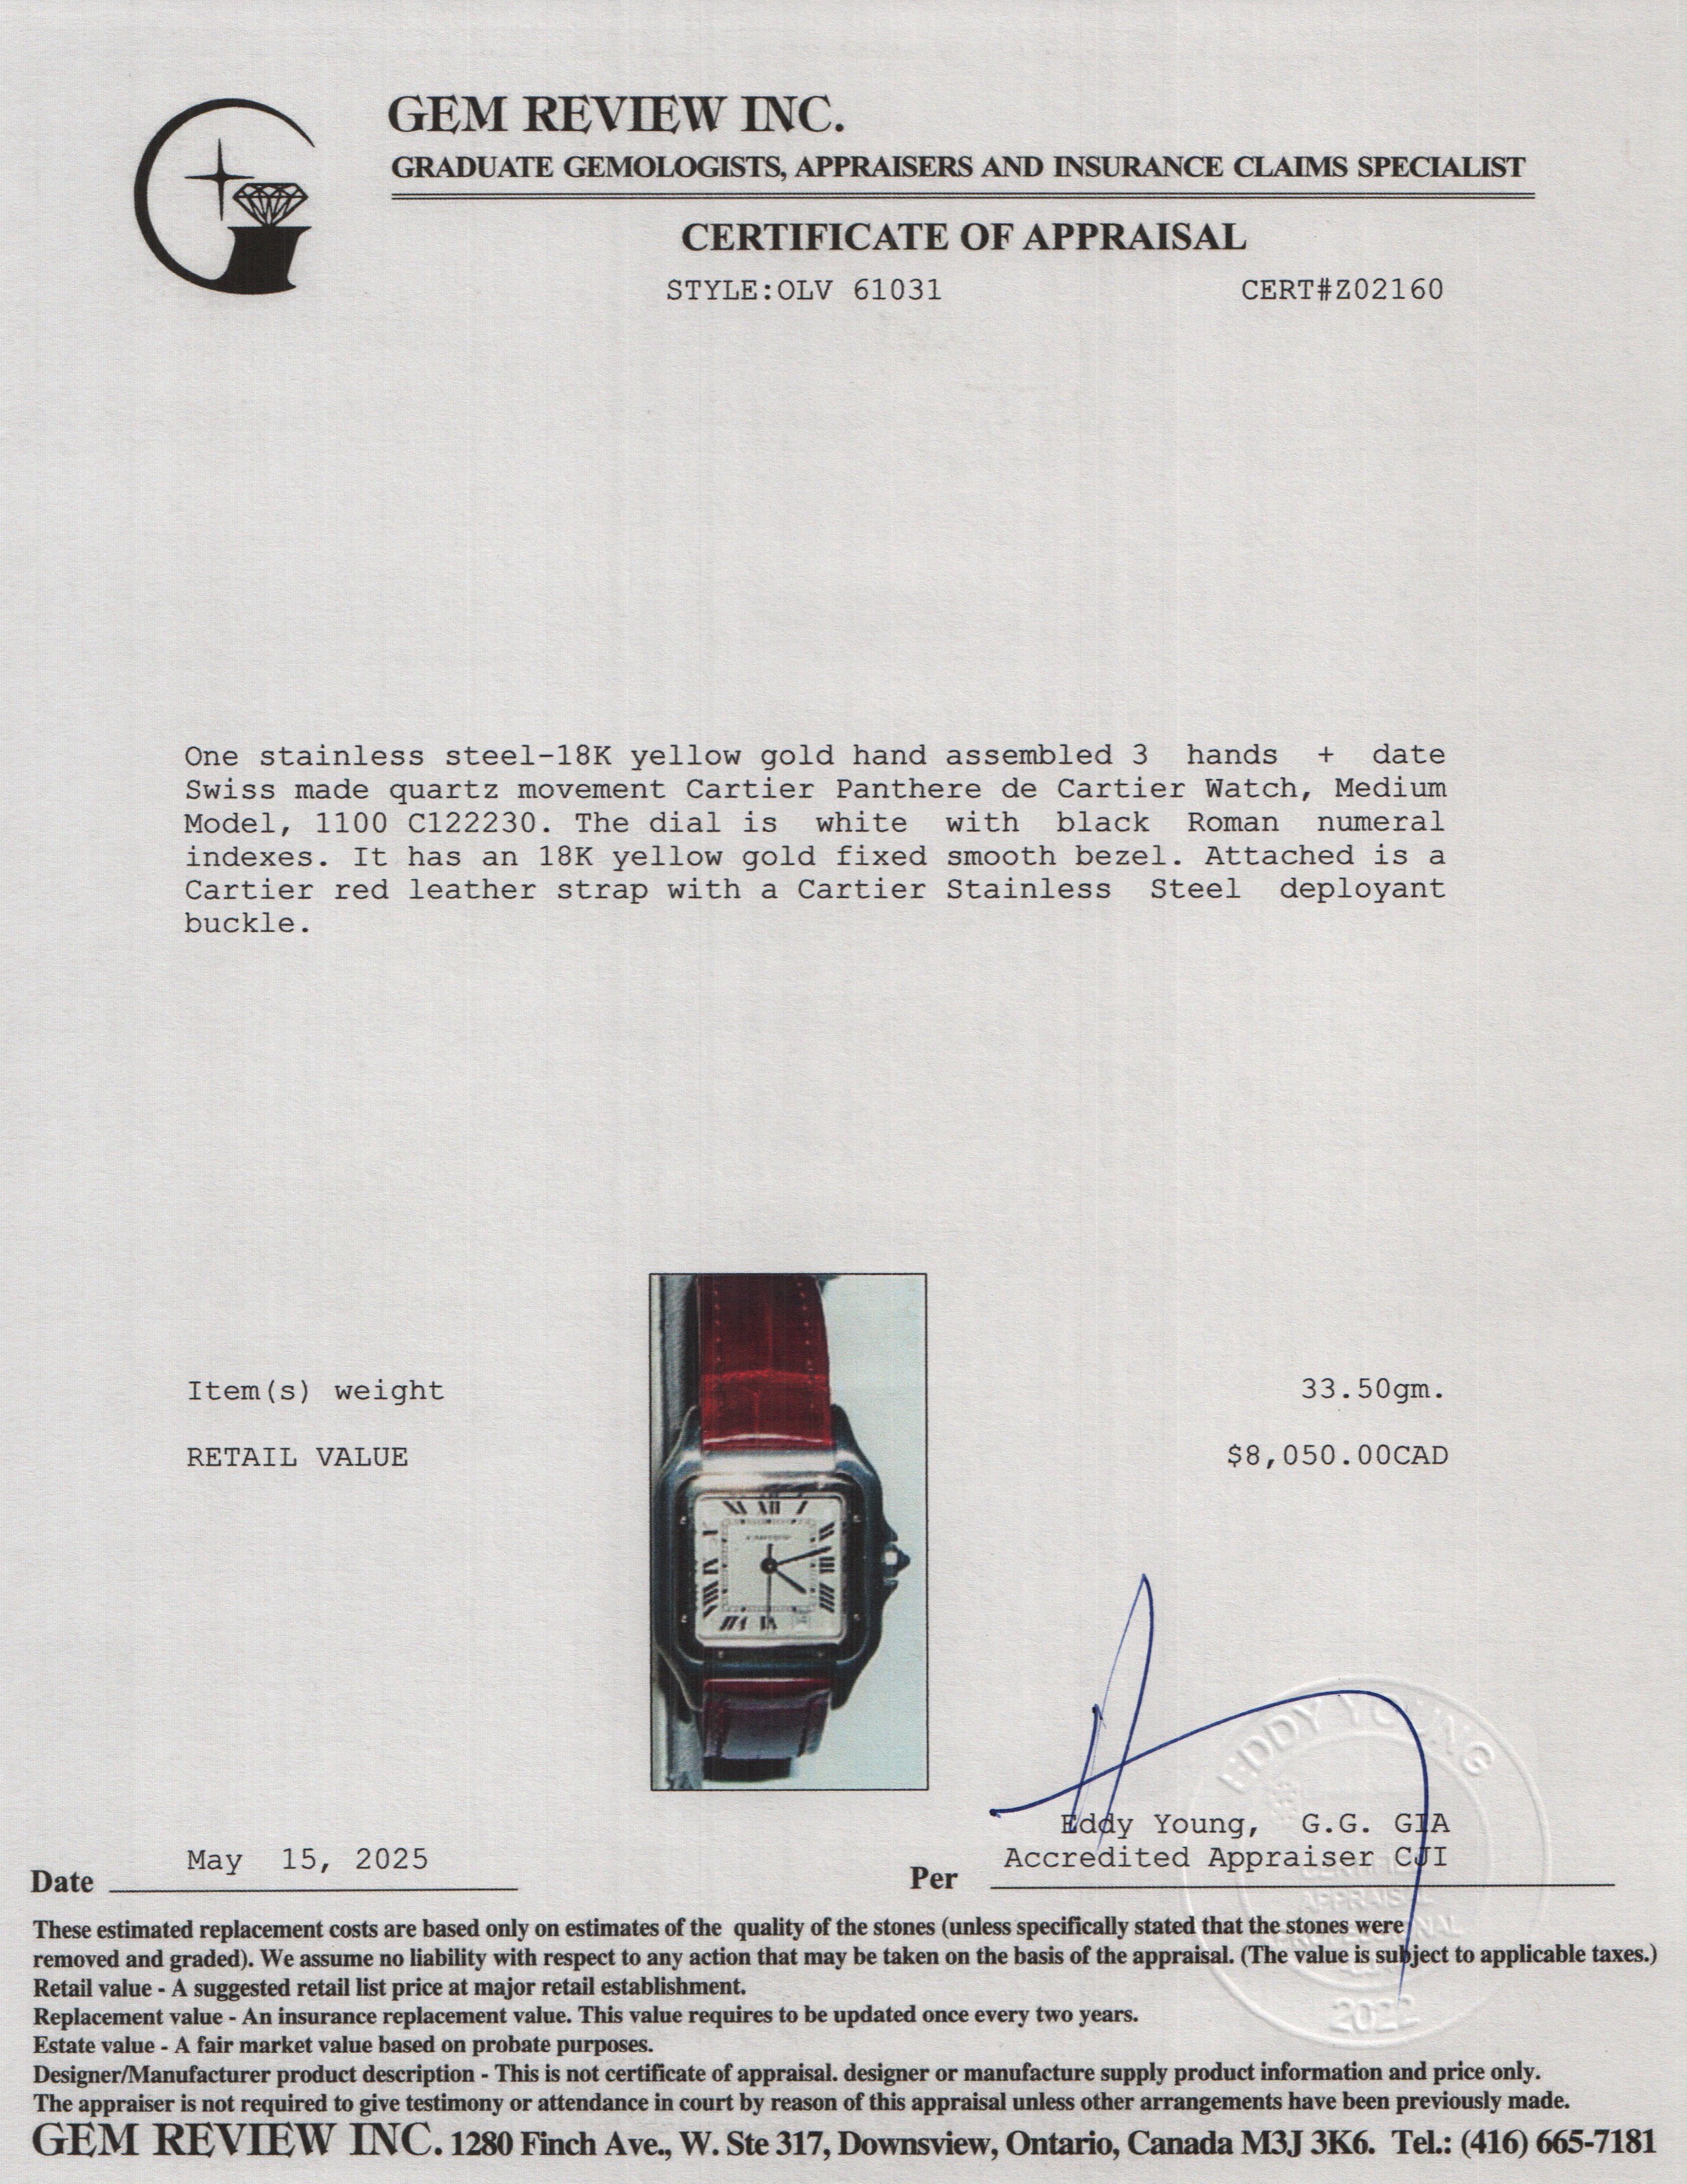 GEM REVIEW INC.
GRADUATE GEMOLOGISTS, APPRAISERS AND INSURANCE CLAIMS SPECIALIST
CERTIFICATE OF APPRAISAL
STYLE:OLV 61031 CERT#Z02160
One stainless steel-18K yellow gold hand assembled 3 hands + date
Swiss made quartz movement Cartier Panthere de Cartier Watch, Medium
Model, 1100 C122230. The dial is white with black Roman numeral
indexes. It has an 18K yellow gold fixed smooth bezel. Attached is a
Cartier red leather strap with a Cartier Stainless Steel deployant
buckle.
Item(s) weight 33.50gm.
RETAIL VALUE $8,050.00CAD
XII
CARTIER
EDDY YOUNG
Eddy Young, G.G. GIA
Date May 15, 2025 Per Accredited Appraiser CJI
These estimated replacement costs are based only on estimates of the quality of the stones (unless specifically stated that the stones were
removed and graded). We assume no liability with respect to any action that may be taken on the basis of the appraisal. (The value is subject to applicable taxes.)
Retail value - A suggested retail list price at major retail establishment.
Replacement value - An insurance replacement value. This value requires to be updated once every two years.
2022
Estate value - A fair market value based on probate purposes.
Designer/Manufacturer product description - This is not certificate of appraisal. designer or manufacture supply product information and price only.
The appraiser is not required to give testimony or attendance in court by reason of this appraisal unless other arrangements have been previously made.
GEM REVIEW INC. 1280 Finch Ave., W. Ste 317, Downsview, Ontario, Canada M3J 3K6. Tel.: (416) 665-7181